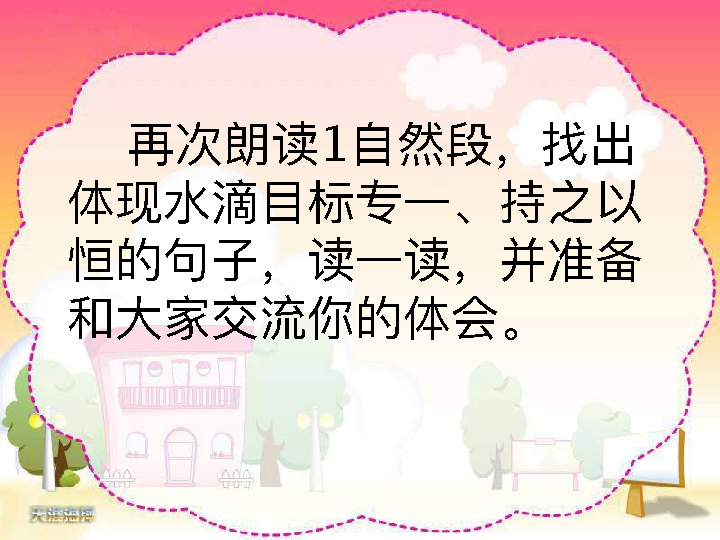 再次朗读1自然段，找出
体现水滴目标专一、持之以
恒的句子，读一读，并准备
和大家交流你的体会。